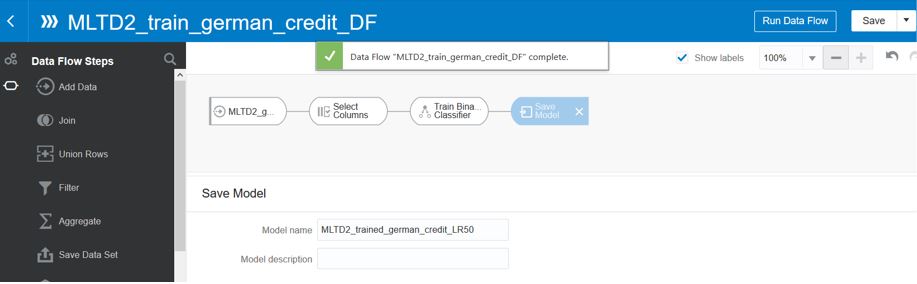 MLTD2_train_german_credit_DF
Run Data Flow
Save
Data Flow Steps
Data Flow "MLTD2_train_german_credit_DF" complete.
Show labels
100%
Add Data
Join
Union Rows
Filter
Aggregate
Save Data Set
MLTD2_g...
Select
Columns
Train Bina...
Classifier
Save
Model
Save Model
Model name
MLTD2_trained_german_credit_LR50
Model description